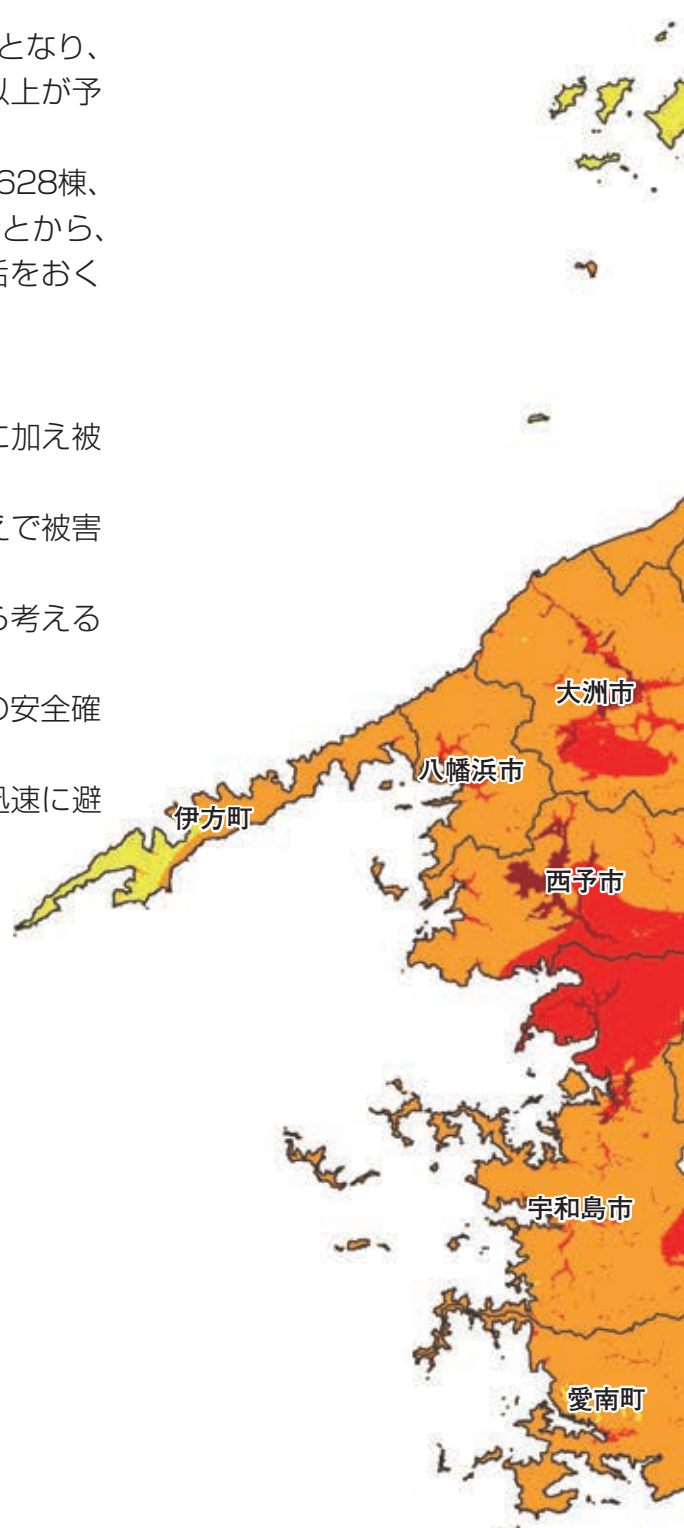 となり、
以上が予
628棟、
とから、
活をおく
に加え被
えで被害
ら考える
の安全確
迅速に避
大洲市
八幡浜市
伊方町
西予市
宇和島市
愛南町